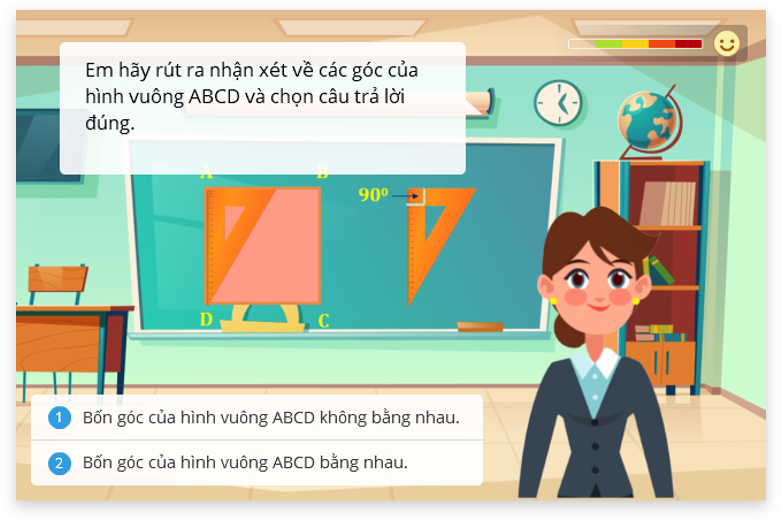 Em hãy rút ra nhận xét về các góc của
hình vuông ABCD và chọn câu trả lời
đúng.
A B
90⁰
D C
1 Bốn góc của hình vuông ABCD không bằng nhau.
2 Bốn góc của hình vuông ABCD bằng nhau.